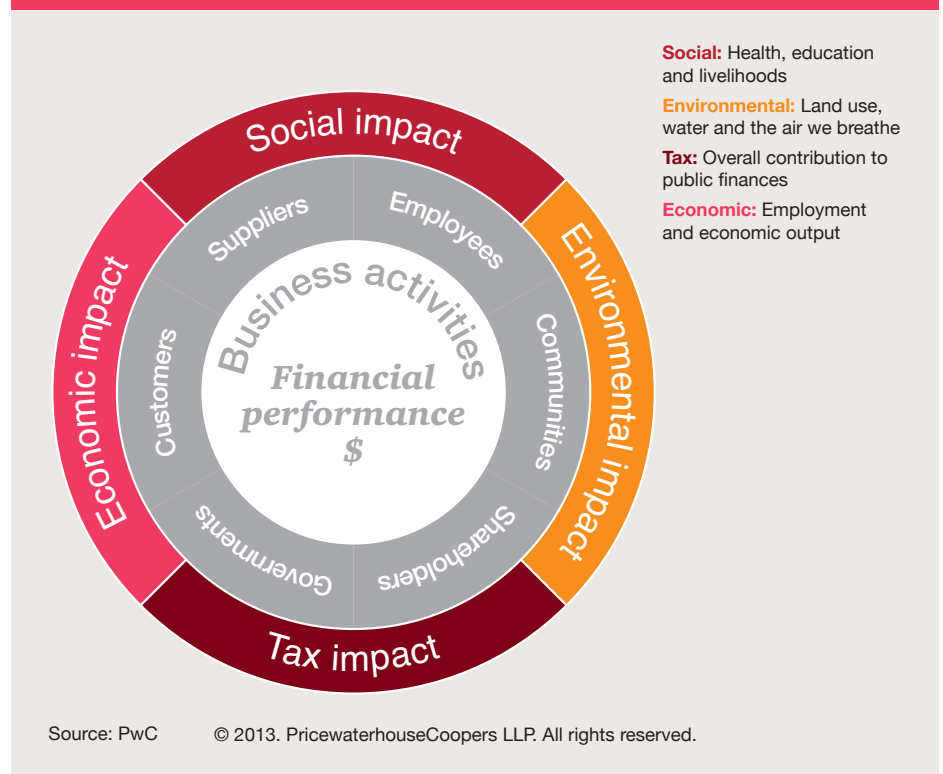 Social: Health, education
and livelihoods
Environmental: Land use,
water and the air we breathe
Tax: Overall contribution to
public finances
Economic: Employment
and economic output
Social impact
Environmental impact
Tax impact
Economic impact
Suppliers
Employees
Communities
Shareholders
Governments
Customers
Business activities
Financial
performance
$
Source: PwC © 2013. PricewaterhouseCoopers LLP. All rights reserved.